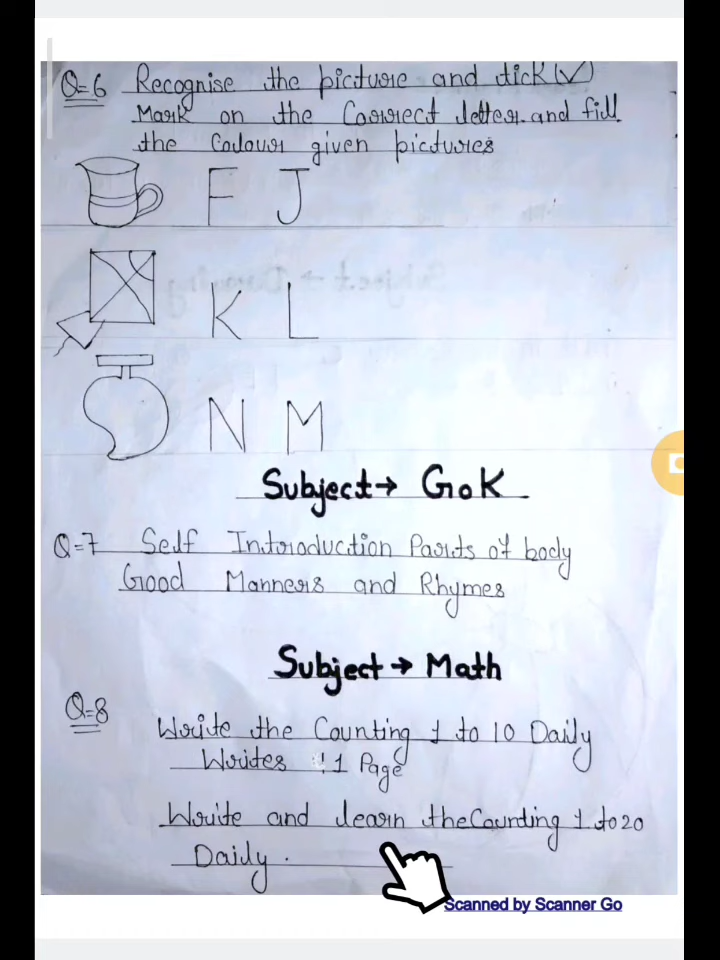 Q=6 Recognise the picture and tick (✓)
Mark on the Correct letter and fill
the Colour given pictures
F J
K L
N M
Subject → GoK
Q=7 Self Introduction Parts of body
Good Manners and Rhymes
Subject → Math
Q=8
Write the Counting 1 to 10 Daily
Writes 1 Page
Write and learn the Counting 1 to 20
Daily.
Scanned by Scanner Go